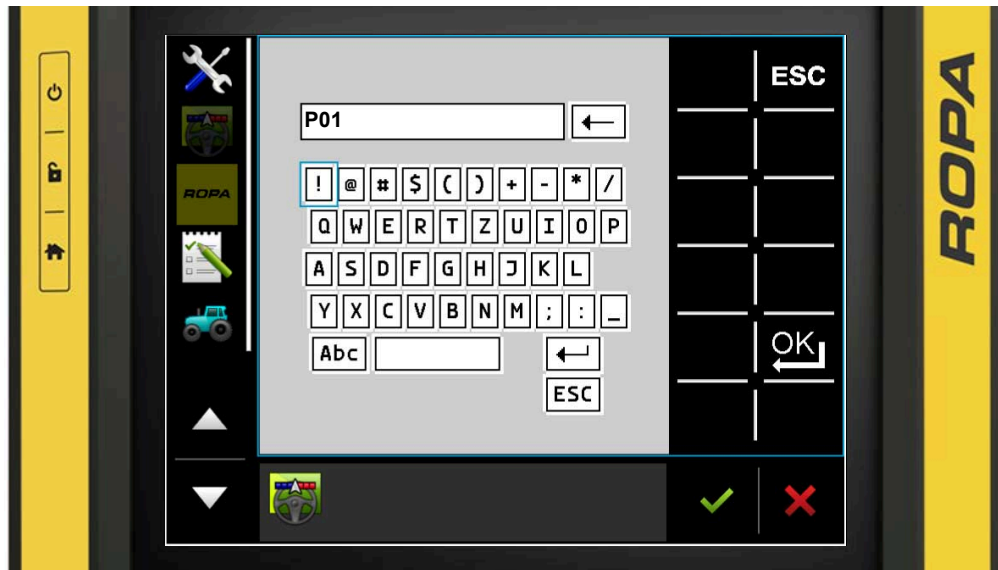 ESC
P01
ROPA
! @ # $ ( ) + - * /
Q W E R T Z U I O P
A S D F G H J K L
Y X C V B N M ; : _
OK
Abc
ESC
ROPA